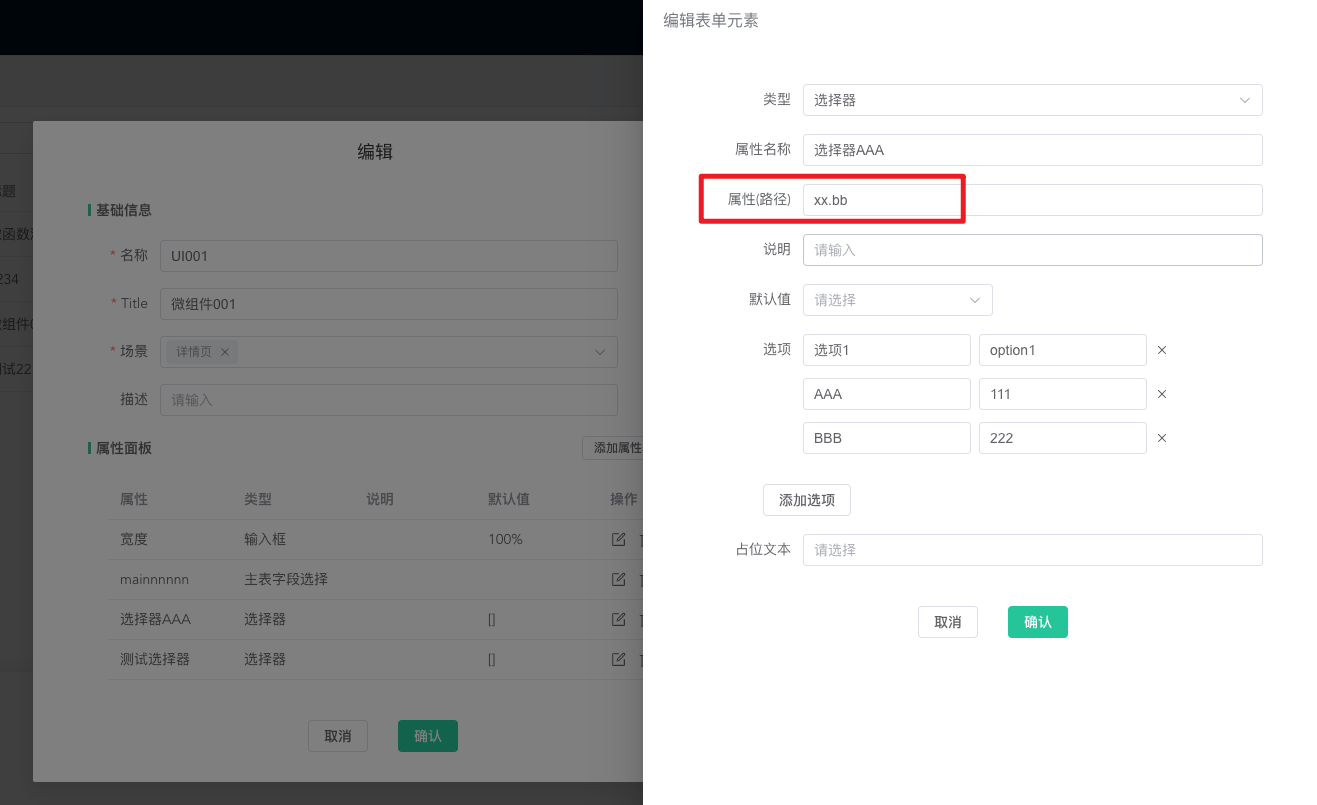 编辑表单元素
类型 选择器
属性名称 选择器AAA
属性(路径) xx.bb
说明 请输入
默认值 请选择
选项 选项1 option1
AAA 111
BBB 222
添加选项
占位文本 请选择
取消 确认
编辑
基础信息
* 名称 UI001
* Title 微组件001
* 场景 详情页
描述 请输入
属性面板 添加属性
属性 类型 说明 默认值 操作
宽度 输入框 100%
mainnnnnn 主表字段选择
选择器AAA 选择器 []
测试选择器 选择器 []
取消 确认
题
函数
234
组件
试22